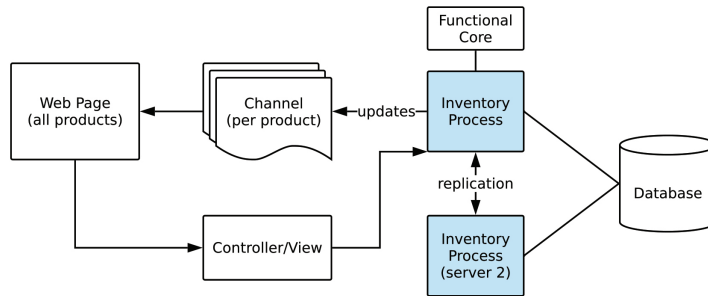 Functional
Core
Web Page
(all products)
Channel
(per product)
updates
Inventory
Process
replication
Database
Controller/View
Inventory
Process
(server 2)